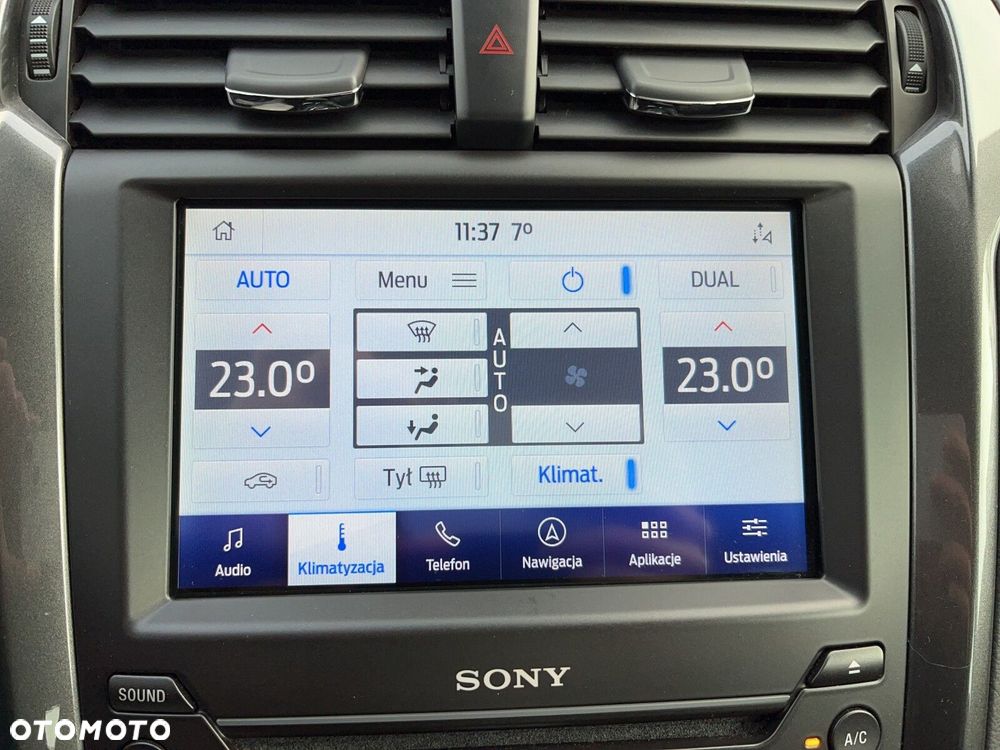 11:37 7º
AUTO Menu DUAL
AUTO
23.0º 23.0º
Tył Klimat.
Audio Klimatyzacja Telefon Nawigacja Aplikacje Ustawienia
SONY
SOUND
A/C
OTOMOTO